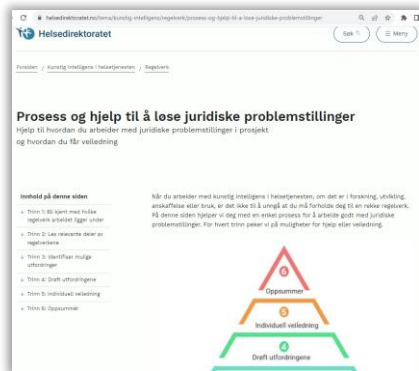 helsedirektoratet.no/tema/kunstig-intelligens/regelverk/prosess-og-hjelp-til-a-lose-juridiske-problemstillinger
Helsedirektoratet
Søk
Meny
Forsiden / Kunstig intelligens i helsetjenesten / Regelverk
Prosess og hjelp til å løse juridiske problemstillinger
Hjelp til hvordan du arbeider med juridiske problemstillinger i prosjekt
og hvordan du får veiledning
Innhold på denne siden
Trinn 1: Bli kjent med hvilke
regelverk arbeidet ligger under
Trinn 2: Les relevante deler av
regelverkene
Trinn 3: Identifiser mulige
utfordringer
Trinn 4: Drøft utfordringene
Trinn 5: Individuell veiledning
Trinn 6: Oppsummer
Når du arbeider med kunstig intelligens i helsetjenesten, om det er i forskning, utvikling,
anskaffelse eller bruk, er det ikke til å unngå at du må forholde deg til en rekke regelverk.
På denne siden hjelper vi deg med en enkel prosess for å arbeide godt med juridiske
problemstillinger. For hvert trinn peker vi på muligheter for hjelp eller veiledning.
6
Oppsummer
5
Individuell veiledning
4
Drøft utfordringene